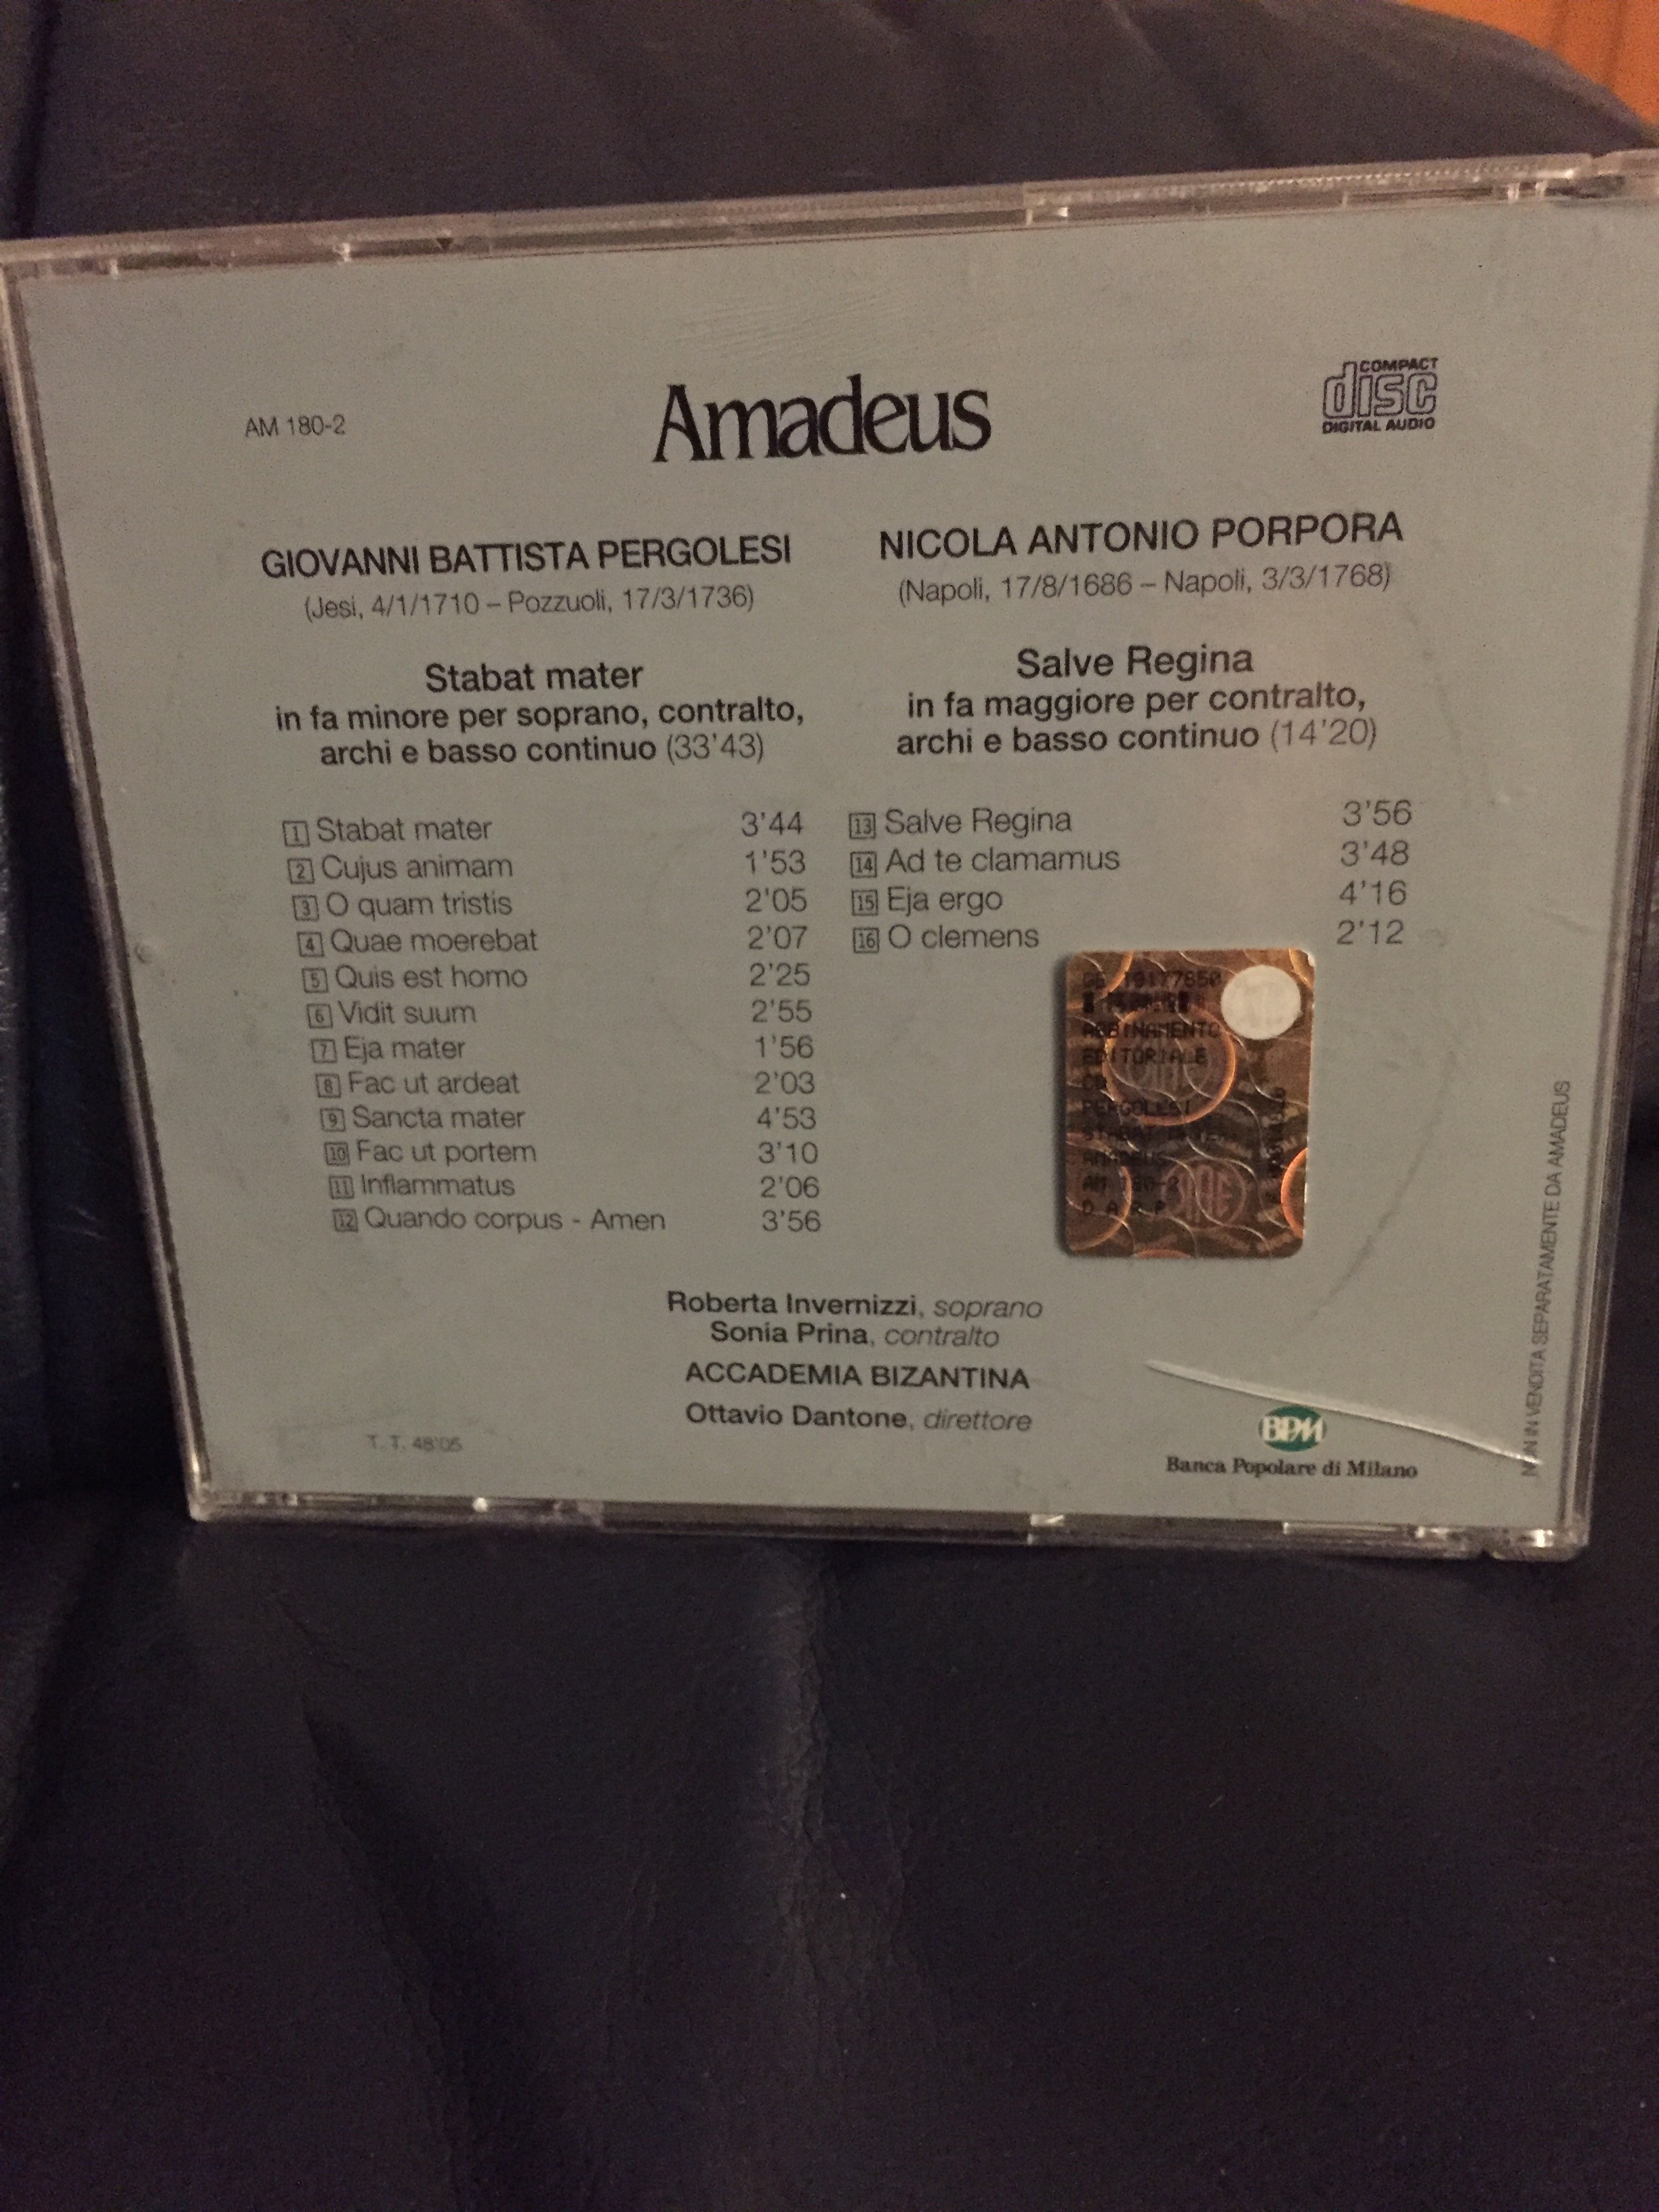 AM 180-2
Amadeus
COMPACT
disc
DIGITAL AUDIO
GIOVANNI BATTISTA PERGOLESI
(Jesi, 4/1/1710 – Pozzuoli, 17/3/1736)
Stabat mater
in fa minore per soprano, contralto,
archi e basso continuo (33'43)
1 Stabat mater 3'44
2 Cujus animam 1'53
3 O quam tristis 2'05
4 Quae moerebat 2'07
5 Quis est homo 2'25
6 Vidit suum 2'55
7 Eja mater 1'56
8 Fac ut ardeat 2'03
9 Sancta mater 4'53
10 Fac ut portem 3'10
11 Inflammatus 2'06
12 Quando corpus - Amen 3'56
NICOLA ANTONIO PORPORA
(Napoli, 17/8/1686 – Napoli, 3/3/1768)
Salve Regina
in fa maggiore per contralto,
archi e basso continuo (14'20)
13 Salve Regina 3'56
14 Ad te clamamus 3'48
15 Eja ergo 4'16
16 O clemens 2'12
ABBINAMENTO
EDITORIALE
CD
PERGOLESI
AMADEUS
AM 180-2
Roberta Invernizzi, soprano
Sonia Prina, contralto
ACCADEMIA BIZANTINA
Ottavio Dantone, direttore
T. T. 48'05
BPM
Banca Popolare di Milano
NON IN VENDITA SEPARATAMENTE DA AMADEUS